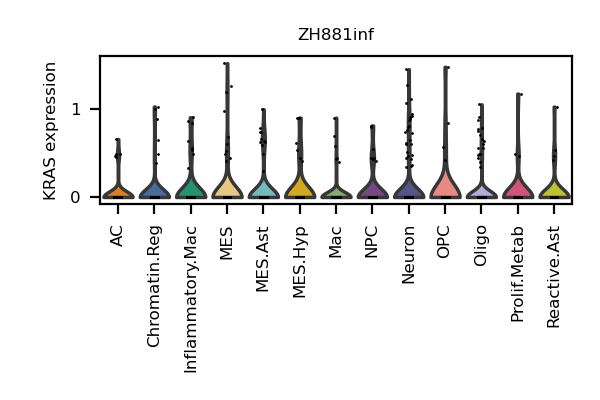 ZH881inf
KRAS expression
1
0
AC
Chromatin.Reg
Inflammatory.Mac
MES
MES.Ast
MES.Hyp
Mac
NPC
Neuron
OPC
Oligo
Prolif.Metab
Reactive.Ast